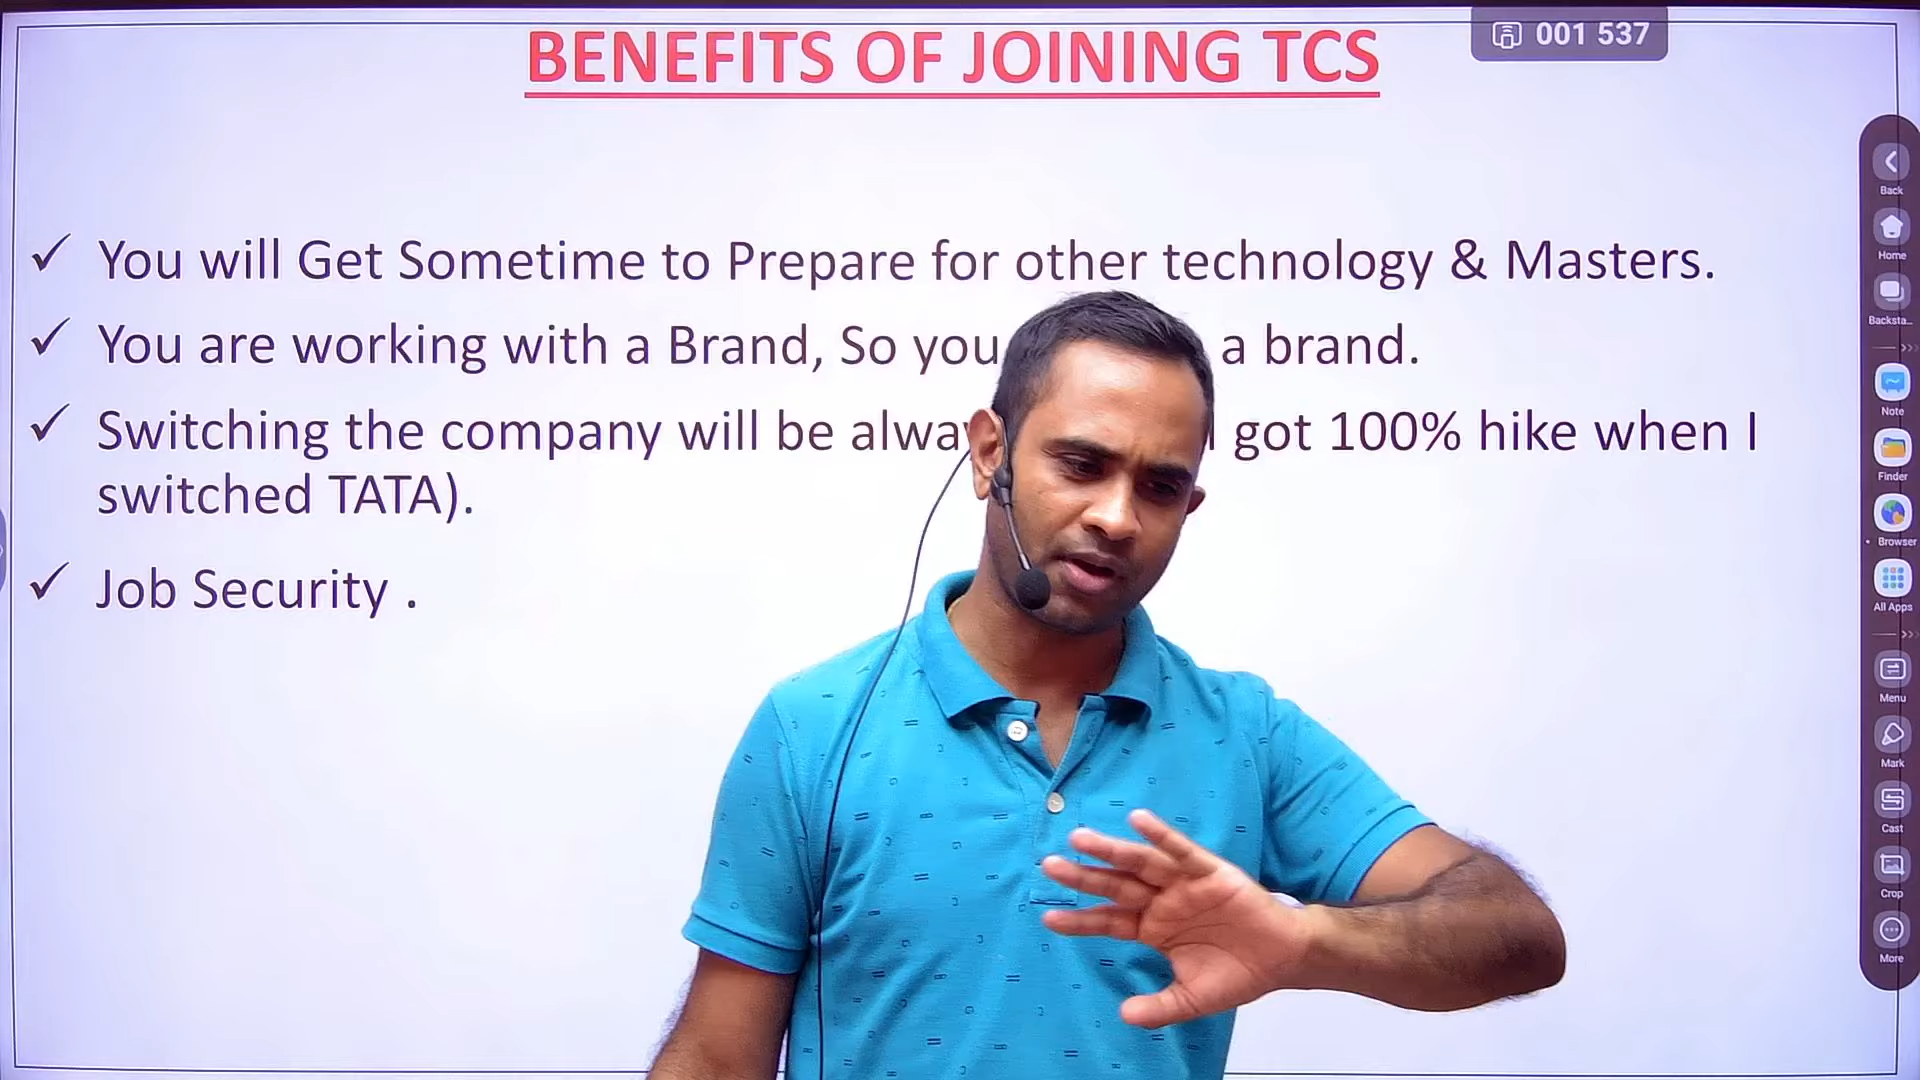 BENEFITS OF JOINING TCS
001 537
✓ You will Get Sometime to Prepare for other technology & Masters.
✓ You are working with a Brand, So you a brand.
✓ Switching the company will be got 100% hike when I
switched TATA).
✓ Job Security .
Back
Home
Backsta...
Note
Finder
Browser
All Apps
Menu
Mark
Cast
Crop
More